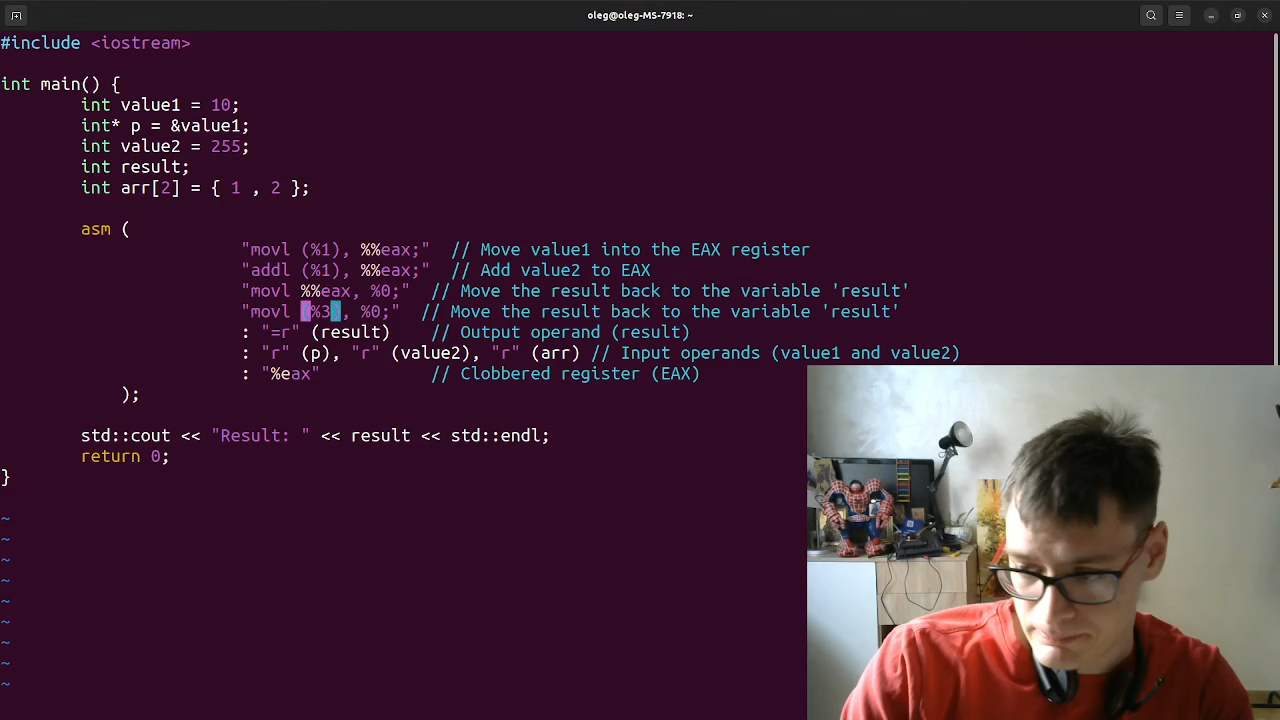 oleg@oleg-MS-7918: ~
#include <iostream>
int main() {
int value1 = 10;
int* p = &value1;
int value2 = 255;
int result;
int arr[2] = { 1 , 2 };
asm (
"movl (%1), %%eax;" // Move value1 into the EAX register
"addl (%1), %%eax;" // Add value2 to EAX
"movl %%eax, %0;" // Move the result back to the variable 'result'
"movl (%3), %0;" // Move the result back to the variable 'result'
: "=r" (result) // Output operand (result)
: "r" (p), "r" (value2), "r" (arr) // Input operands (value1 and value2)
: "%eax" // Clobbered register (EAX)
);
std::cout << "Result: " << result << std::endl;
return 0;
}
~
~
~
~
~
~
~
~
~